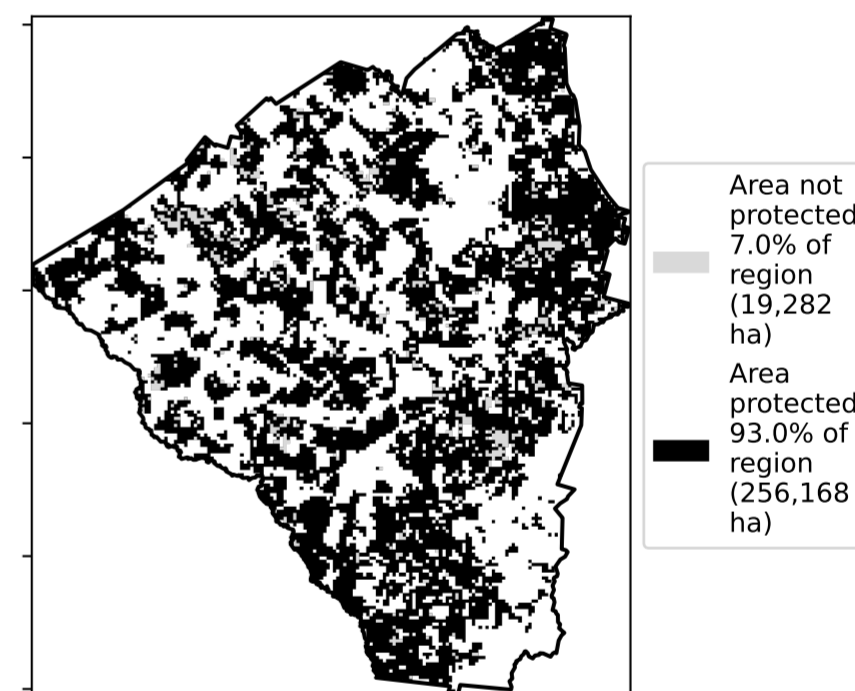 Area not
protected
7.0% of
region
(19,282
ha)
Area
protected
93.0% of
region
(256,168
ha)